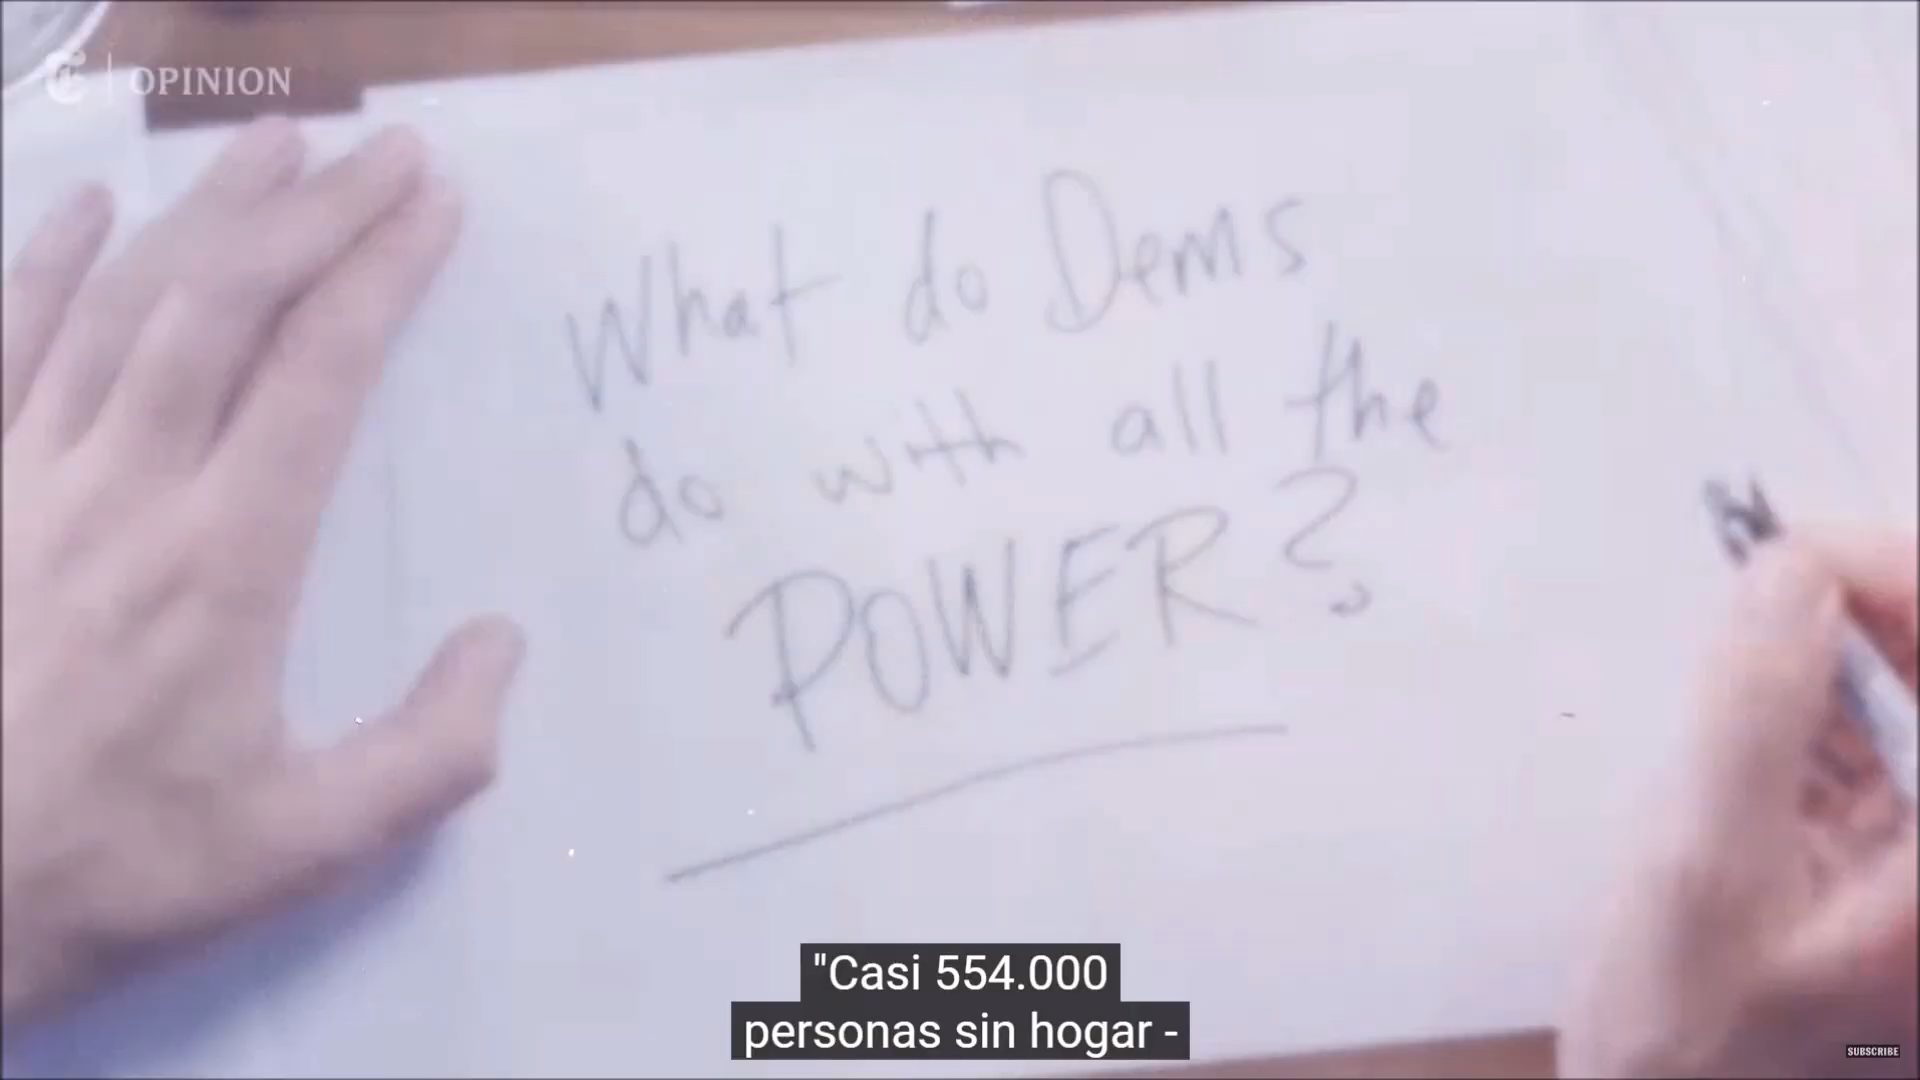 OPINION
What do Dems
do with all the
POWER?
"Casi 554.000
personas sin hogar -
SUBSCRIBE